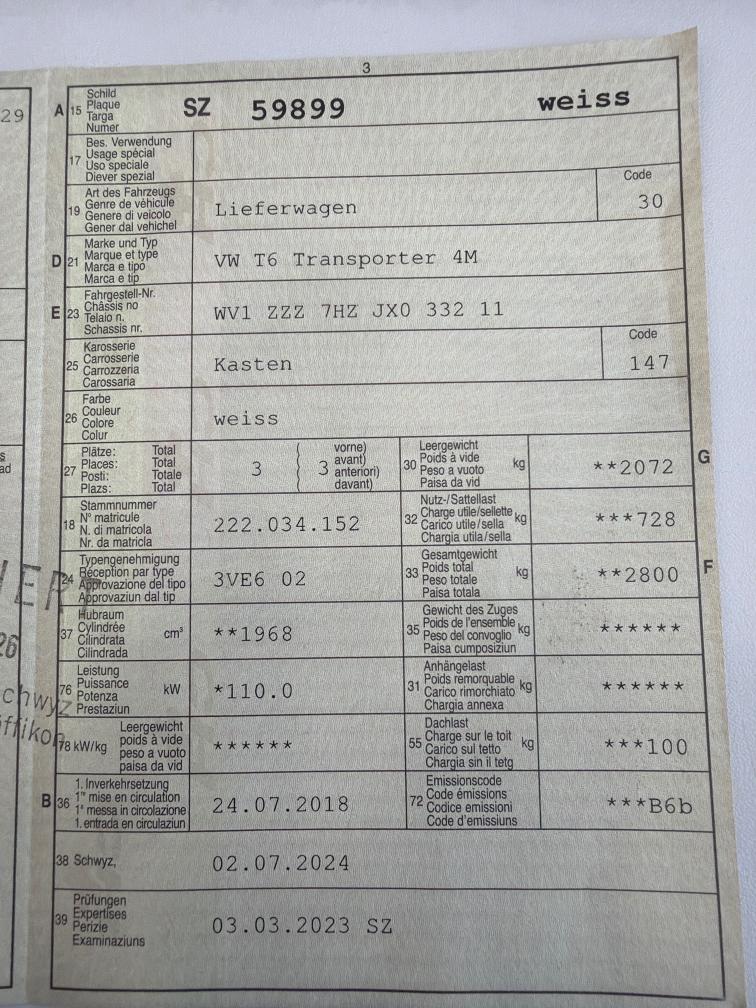 3
29
A 15 Schild
Plaque
Targa
Numer
SZ 59899 weiss
17 Bes. Verwendung
Usage spécial
Uso speciale
Diever spezial
19 Art des Fahrzeugs
Genre de véhicule
Genere di veicolo
Gener dal vehichel
Lieferwagen
Code
30
D 21 Marke und Typ
Marque et type
Marca e tipo
Marca e tip
VW T6 Transporter 4M
E 23 Fahrgestell-Nr.
Châssis no
Telaio n.
Schassis nr.
WV1 ZZZ 7HZ JX0 332 11
25 Karosserie
Carrosserie
Carrozzeria
Carossaria
Kasten
Code
147
26 Farbe
Couleur
Colore
Colur
weiss
27 Plätze: Total
Places: Total
Posti: Totale
Plazs: Total
3
3 vorne)
avant)
anteriori)
davant)
30 Leergewicht
Poids à vide
Peso a vuoto
Paisa da vid
kg
**2072
G
18 Stammnummer
N° matricule
N. di matricola
Nr. da matricla
222.034.152
32 Nutz-/Sattellast
Charge utile/sellette
Carico utile/sella
Chargia utila/sella
kg
***728
24 Typengenehmigung
Réception par type
Approvazione del tipo
Approvaziun dal tip
3VE6 02
33 Gesamtgewicht
Poids total
Peso totale
Paisa totala
kg
**2800
F
37 Hubraum
Cylindrée
Cilindrata
Cilindrada
cm³
**1968
35 Gewicht des Zuges
Poids de l'ensemble
Peso del convoglio
Paisa cumposiziun
kg
******
76 Leistung
Puissance
Potenza
Prestaziun
kW
*110.0
31 Anhängelast
Poids remorquable
Carico rimorchiato
Chargia annexa
kg
******
78 kW/kg Leergewicht
poids à vide
peso a vuoto
paisa da vid
******
55 Dachlast
Charge sur le toit
Carico sul tetto
Chargia sin il tetg
kg
***100
B 36 1. Inverkehrsetzung
1re mise en circulation
1a messa in circolazione
1. entrada en circulaziun
24.07.2018
72 Emissionscode
Code émissions
Codice emissioni
Code d'emissiuns
***B6b
38 Schwyz,
02.07.2024
39 Prüfungen
Expertises
Perizie
Examinaziuns
03.03.2023 SZ